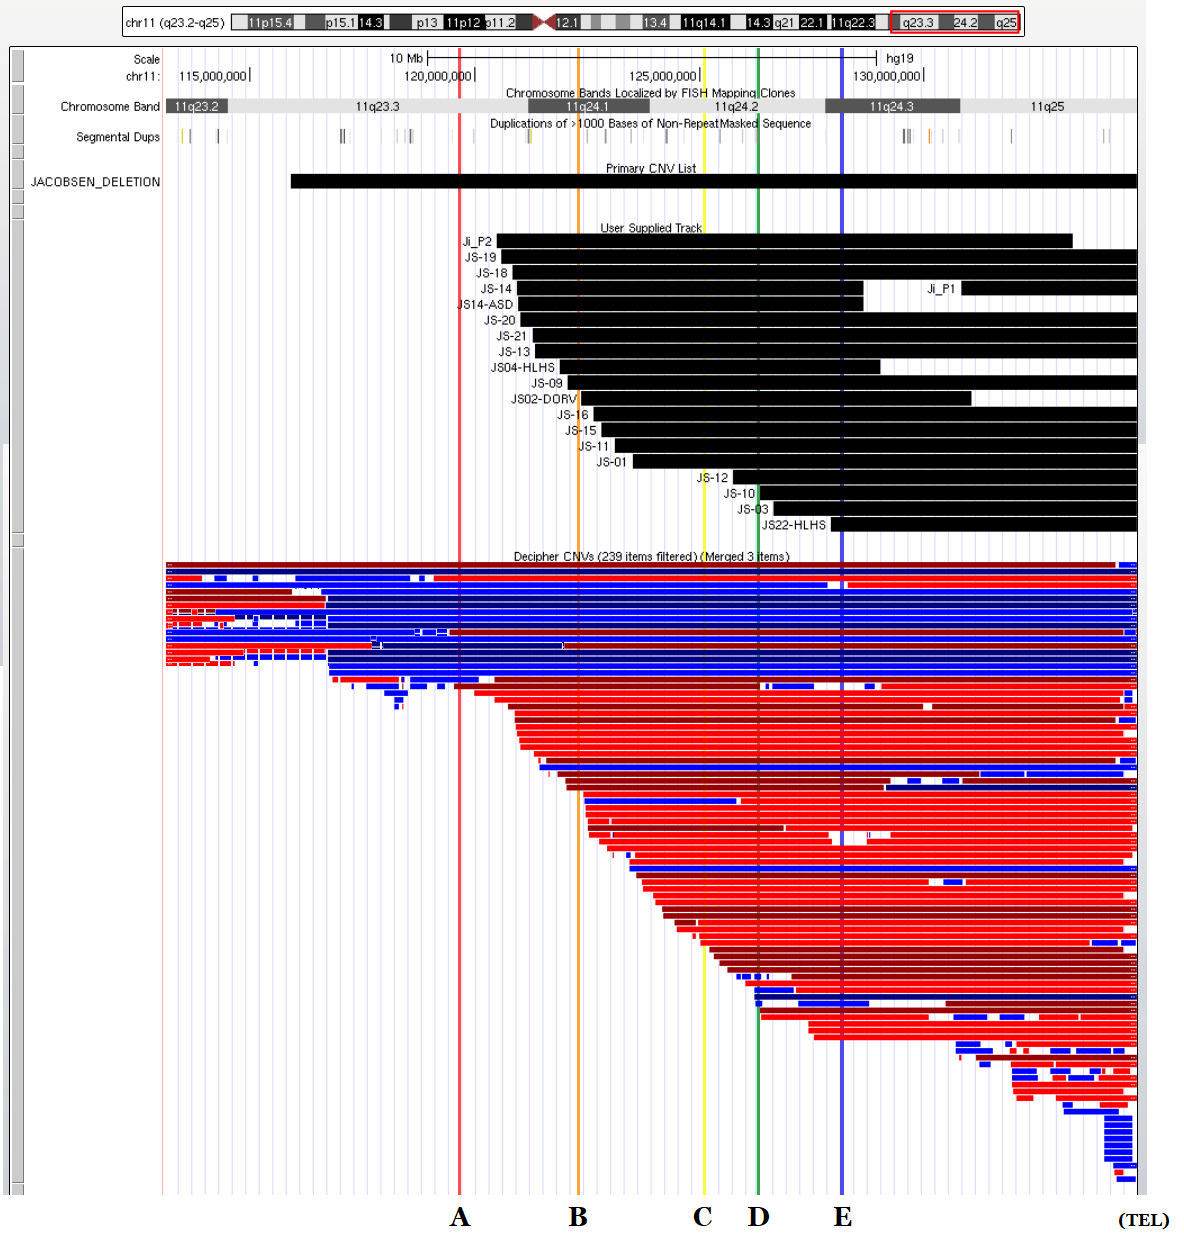 chr11 (q23.2-q25) 11p15.4 p15.1 14.3 p13 11p12 p11.2 12.1 13.4 11q14.1 14.3 q21 22.1 11q22.3 q23.3 24.2 q25
Scale 10 Mb hg19
chr11: 115,000,000 120,000,000 125,000,000 130,000,000
Chromosome Bands Localized by FISH Mapping Clones
Chromosome Band 11q23.2 11q23.3 11q24.1 11q24.2 11q24.3 11q25
Duplications of >1000 Bases of Non-RepeatMasked Sequence
Segmental Dups
Primary CNV List
JACOBSEN_DELETION
User Supplied Track
Ji_P2
JS-19
JS-18
JS-14 Ji_P1
JS14-ASD
JS-20
JS-21
JS-13
JS04-HLHS
JS-09
JS02-DORV
JS-16
JS-15
JS-11
JS-01
JS-12
JS-10
JS-03
JS22-HLHS
Decipher CNVs (239 items filtered) (Merged 3 items)
A B C D E (TEL)